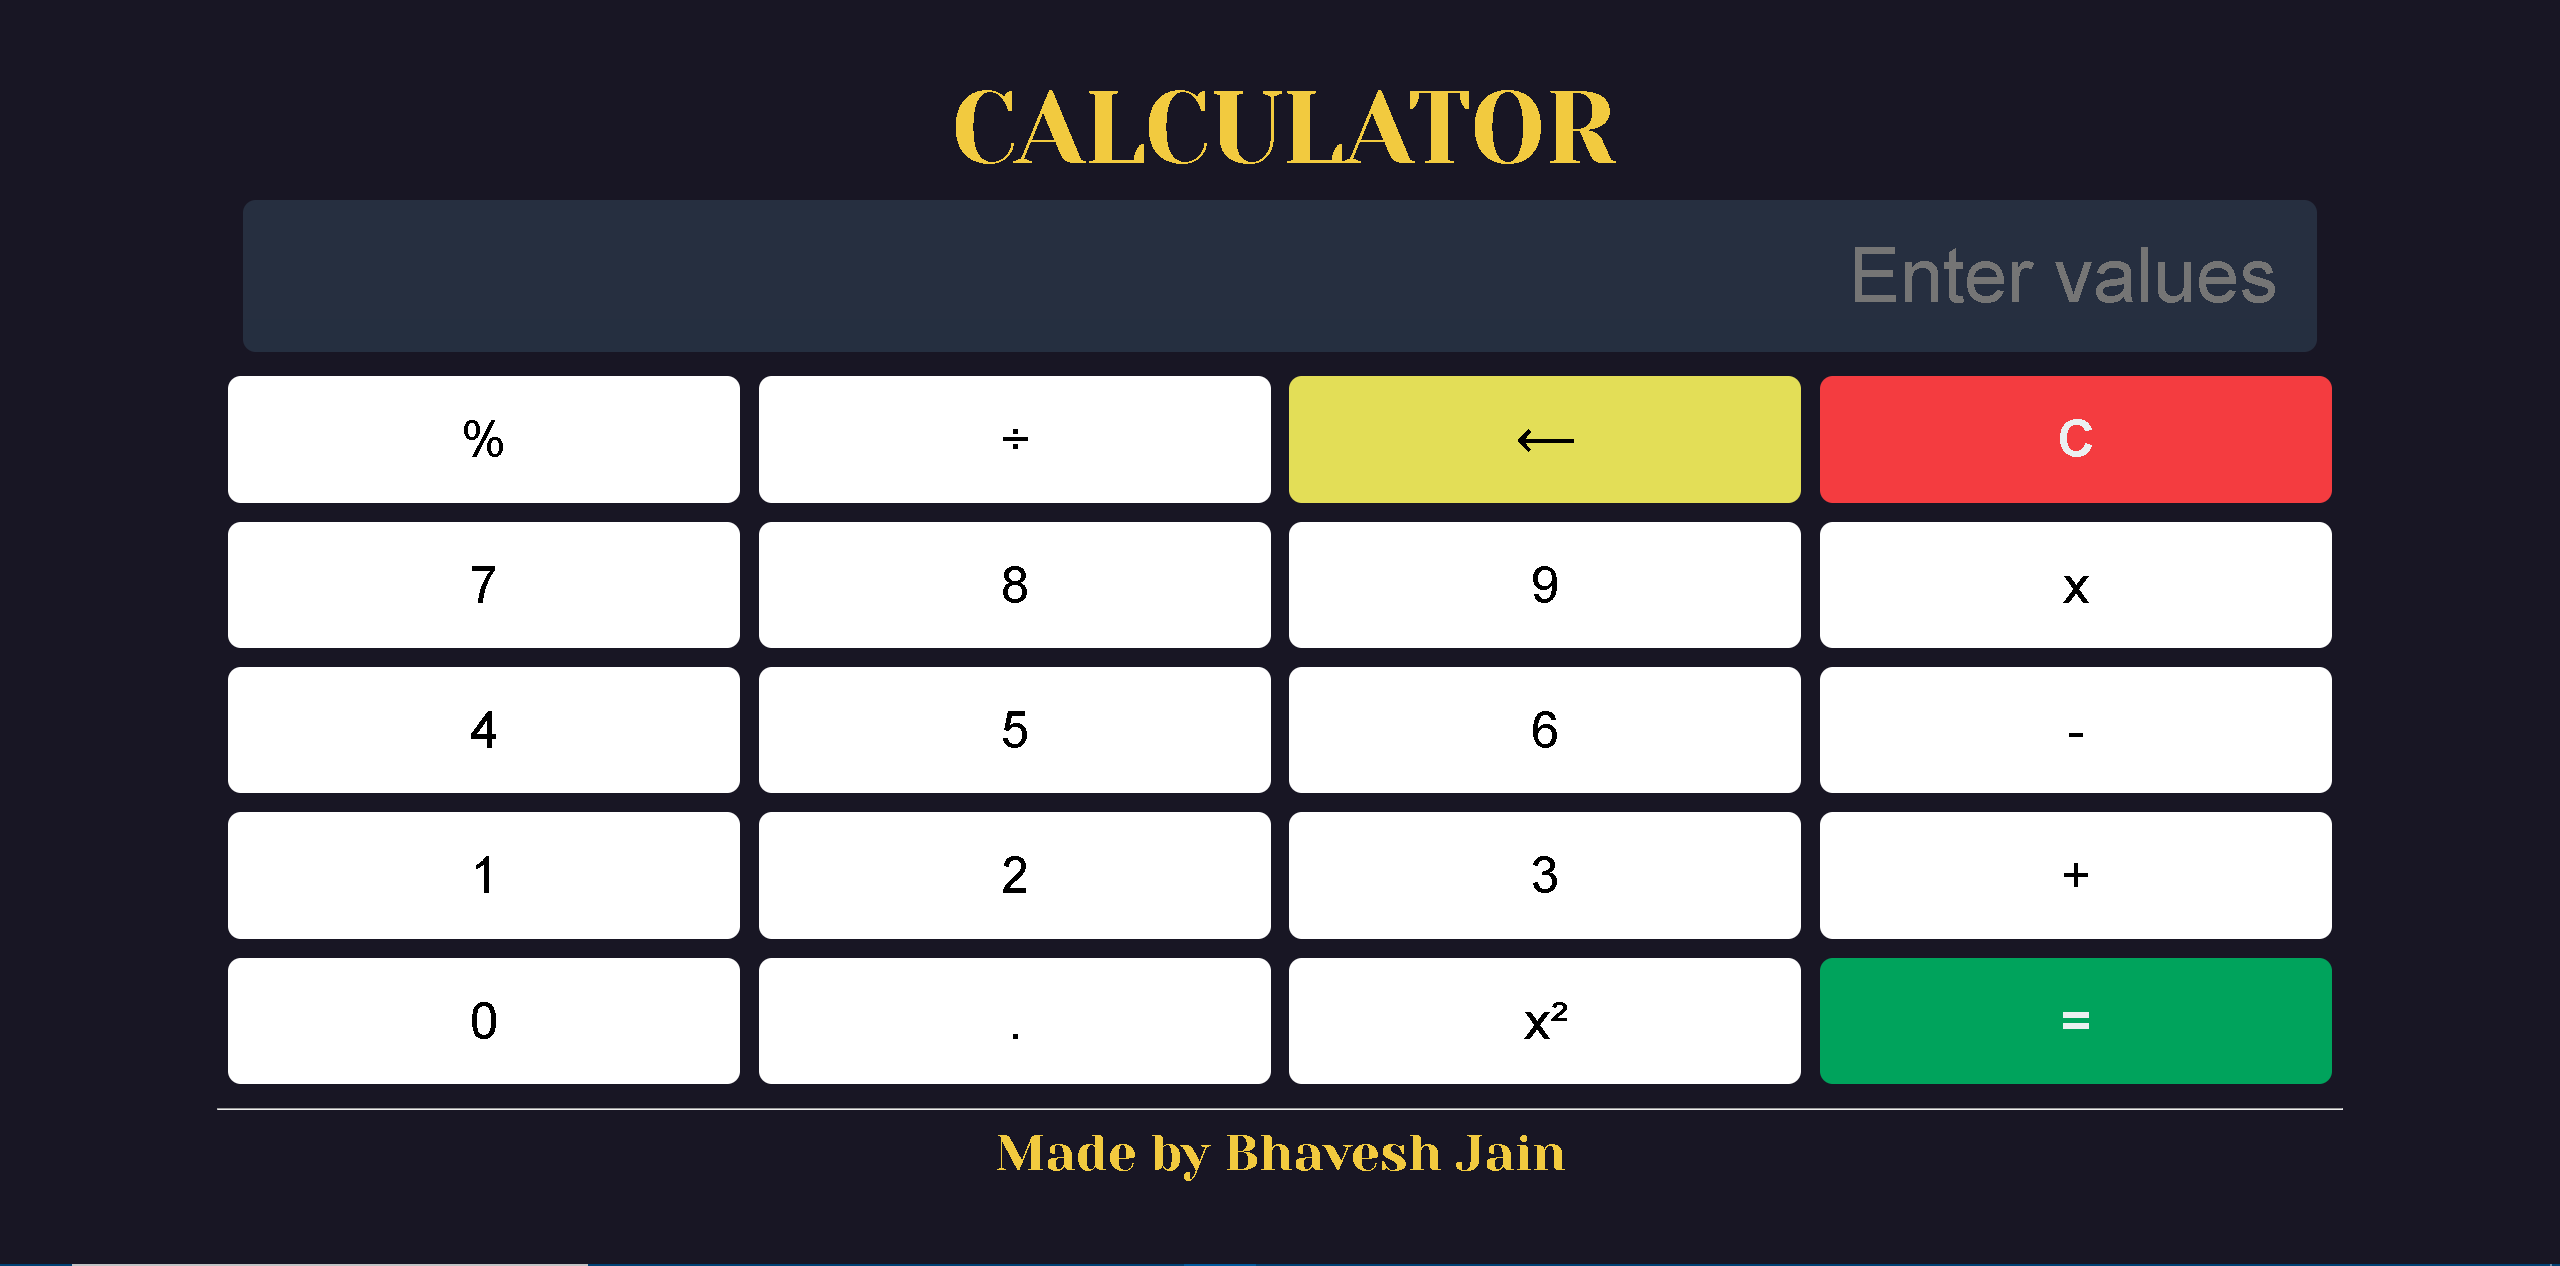 CALCULATOR
Enter values
% ÷ ← C
7 8 9 x
4 5 6 -
1 2 3 +
0 . x² =
Made by Bhavesh Jain